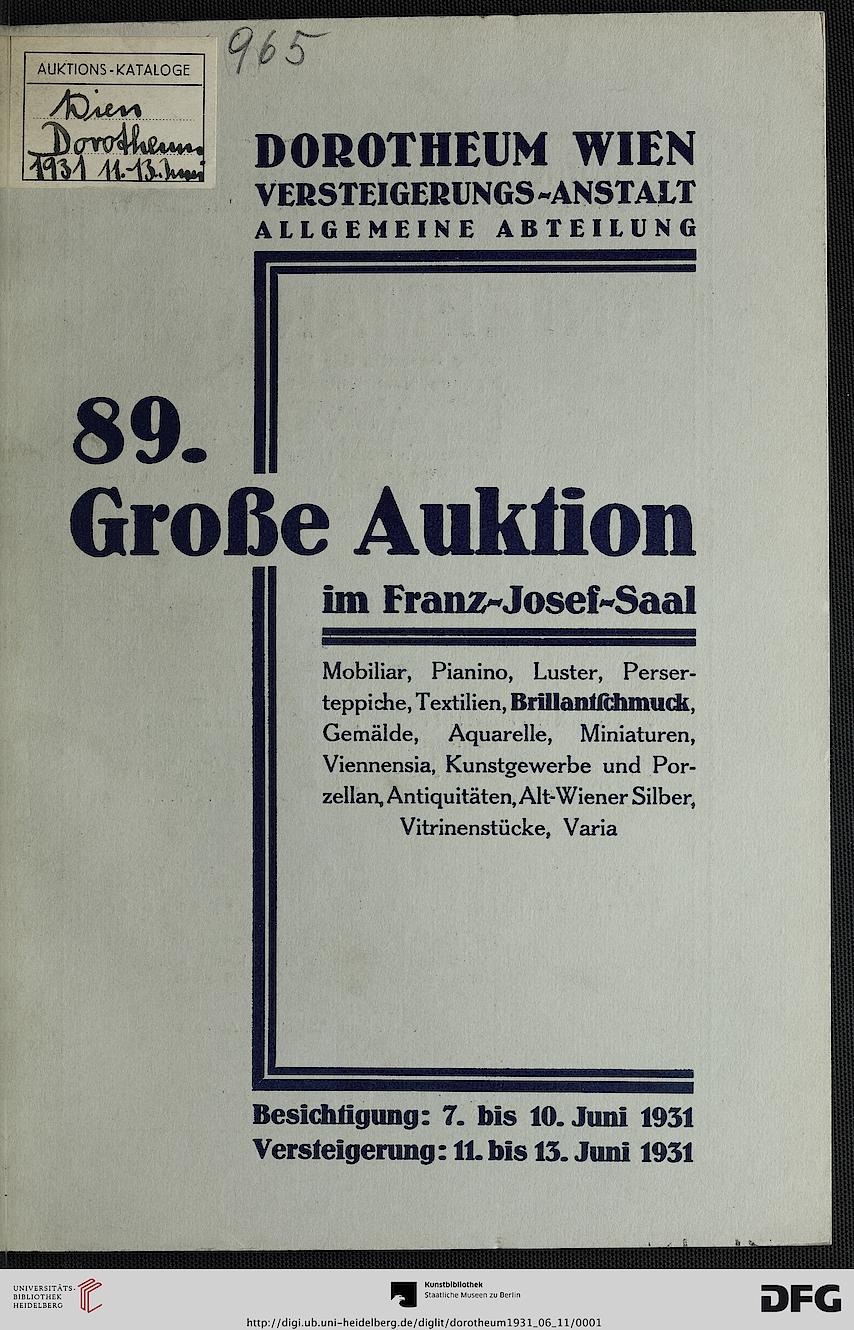 965
AUKTIONS-KATALOGE
Wien
Dorotheum
1931 11.-13. Juni
DOROTHEUM WIEN
VERSTEIGERUNGS-ANSTALT
ALLGEMEINE ABTEILUNG
89.
Große Auktion
im Franz-Josef-Saal
Mobiliar, Pianino, Luster, Perser-
teppiche, Textilien, Brillantſchmuck,
Gemälde, Aquarelle, Miniaturen,
Viennensia, Kunstgewerbe und Por-
zellan, Antiquitäten, Alt-Wiener Silber,
Vitrinenstücke, Varia
Besichtigung: 7. bis 10. Juni 1931
Versteigerung: 11. bis 13. Juni 1931
UNIVERSITÄTS-
BIBLIOTHEK
HEIDELBERG
Kunstbibliothek
Staatliche Museen zu Berlin
DFG
http://digi.ub.uni-heidelberg.de/diglit/dorotheum1931_06_11/0001